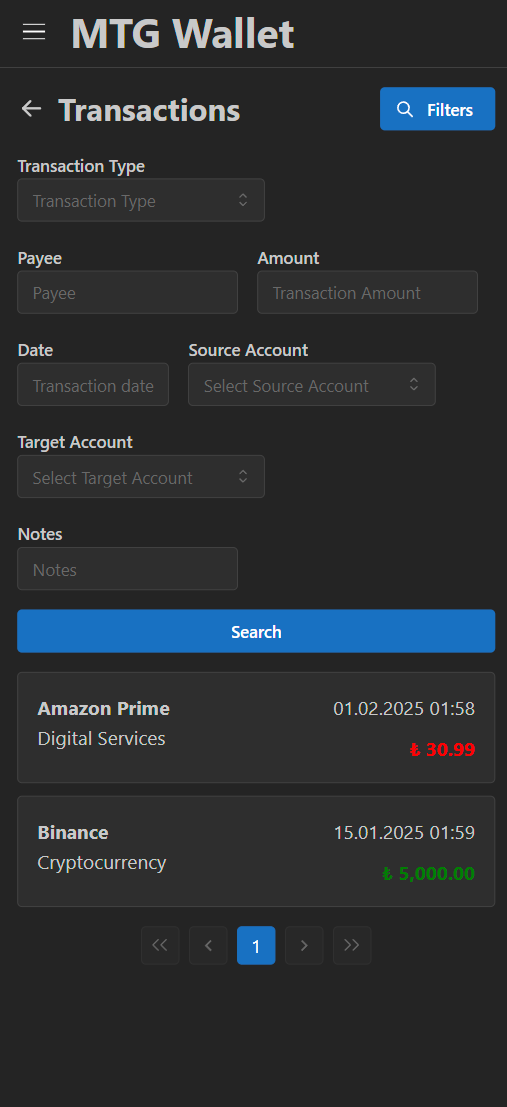 MTG Wallet
Transactions
Filters
Transaction Type
Transaction Type
Payee Amount
Payee Transaction Amount
Date Source Account
Transaction date Select Source Account
Target Account
Select Target Account
Notes
Notes
Search
Amazon Prime 01.02.2025 01:58
Digital Services
₺ 30.99
Binance 15.01.2025 01:59
Cryptocurrency
₺ 5,000.00
1